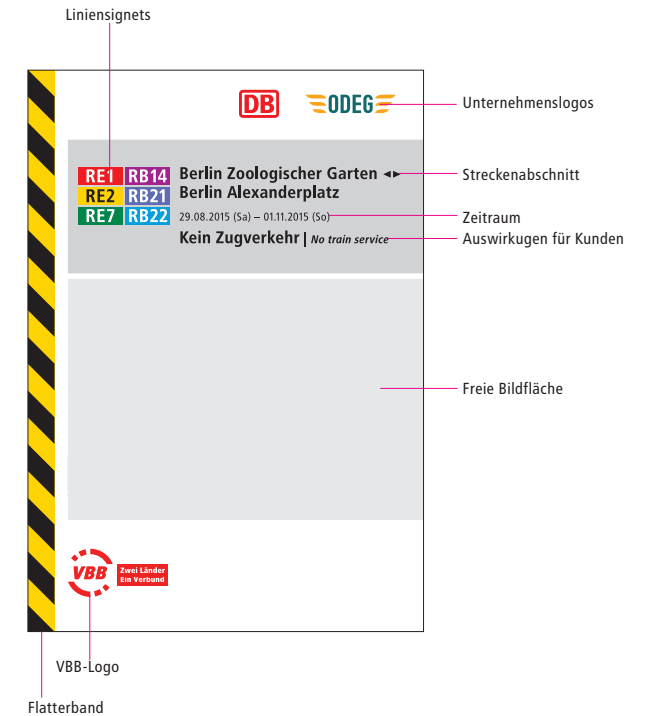 Liniensignets
DB
ODEG
Unternehmenslogos
RE1 RB14
RE2 RB21
RE7 RB22
Berlin Zoologischer Garten ◄►
Berlin Alexanderplatz
29.08.2015 (Sa) – 01.11.2015 (So)
Kein Zugverkehr | No train service
Streckenabschnitt
Zeitraum
Auswirkugen für Kunden
Freie Bildfläche
VBB
Zwei Länder
Ein Verbund
VBB-Logo
Flatterband